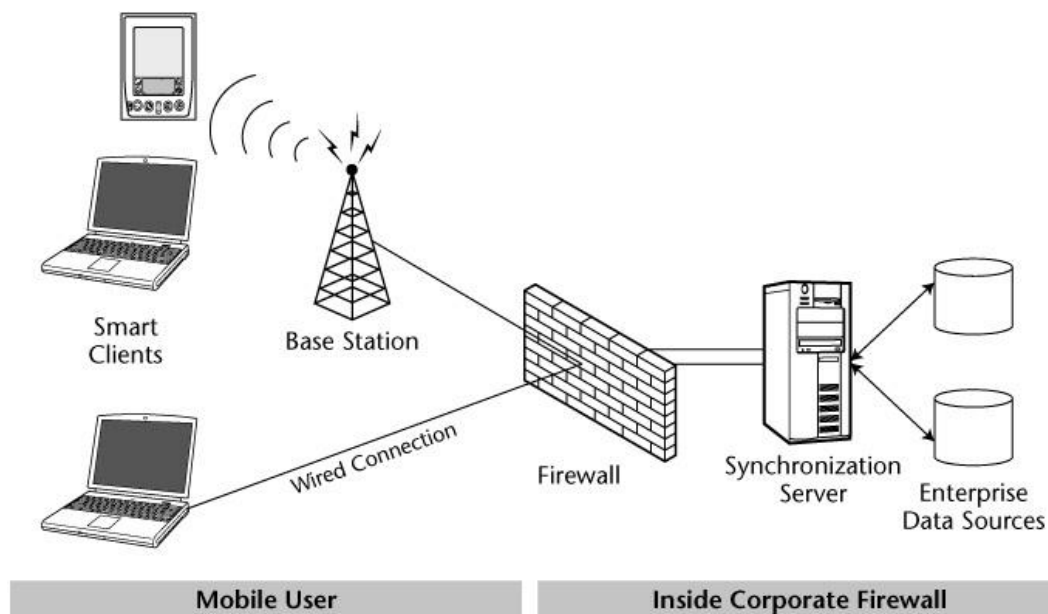 Smart
Clients
Base Station
Wired Connection
Firewall
Synchronization
Server
Enterprise
Data Sources
Mobile User
Inside Corporate Firewall